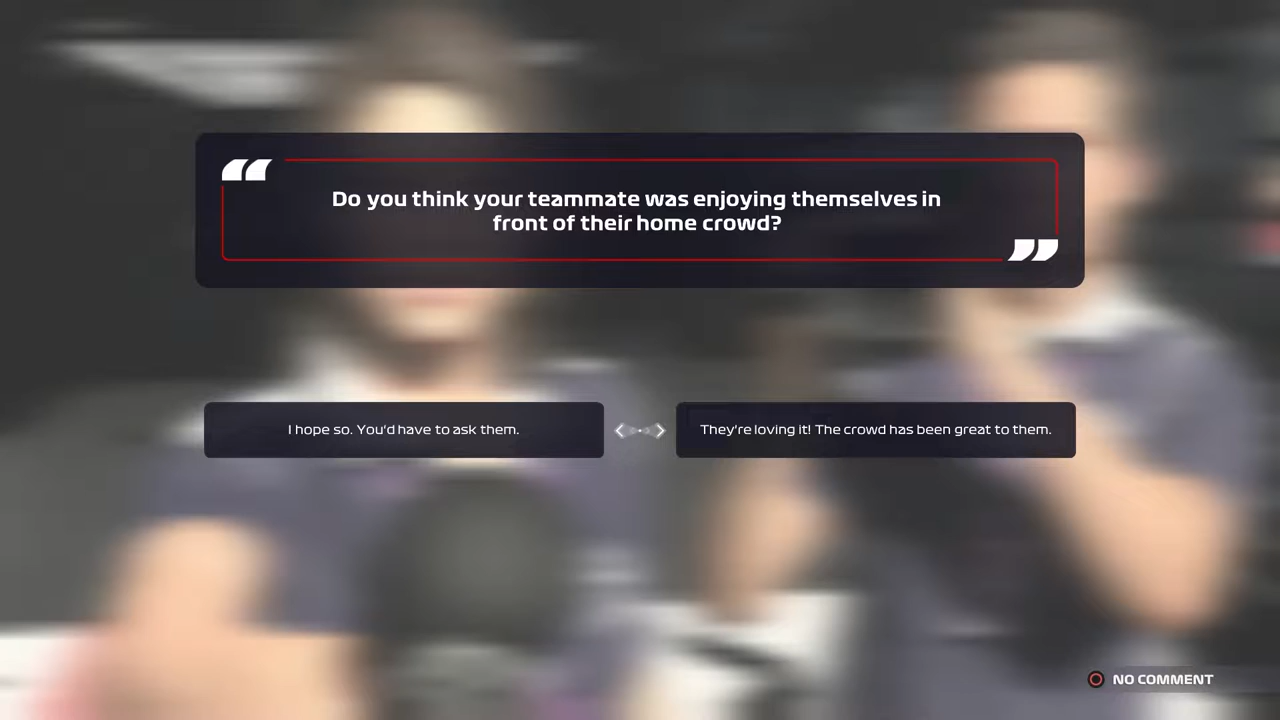 Do you think your teammate was enjoying themselves in
front of their home crowd?
I hope so. You'd have to ask them.
They're loving it! The crowd has been great to them.
NO COMMENT